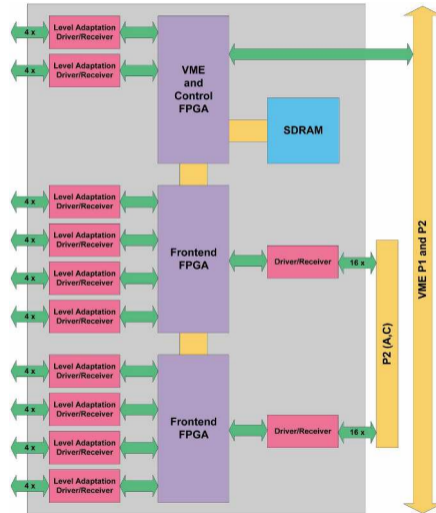 4 x
Level Adaptation
Driver/Receiver
4 x
Level Adaptation
Driver/Receiver
VME
and
Control
FPGA
SDRAM
4 x
Level Adaptation
Driver/Receiver
4 x
Level Adaptation
Driver/Receiver
4 x
Level Adaptation
Driver/Receiver
4 x
Level Adaptation
Driver/Receiver
Frontend
FPGA
Driver/Receiver
16 x
4 x
Level Adaptation
Driver/Receiver
4 x
Level Adaptation
Driver/Receiver
4 x
Level Adaptation
Driver/Receiver
4 x
Level Adaptation
Driver/Receiver
Frontend
FPGA
Driver/Receiver
16 x
P2 (A,C)
VME P1 and P2